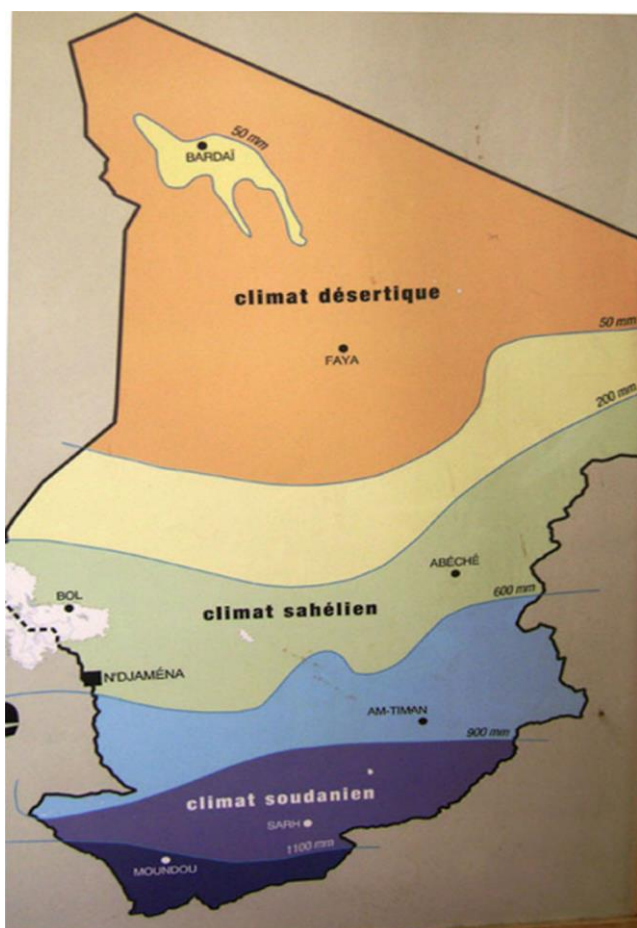 50 mm
BARDAÏ
climat désertique
50 mm
FAYA
200 mm
ABÉCHÉ
600 mm
BOL
climat sahélien
N'DJAMÉNA
AM-TIMAN
900 mm
climat soudanien
SARH
1100 mm
MOUNDOU